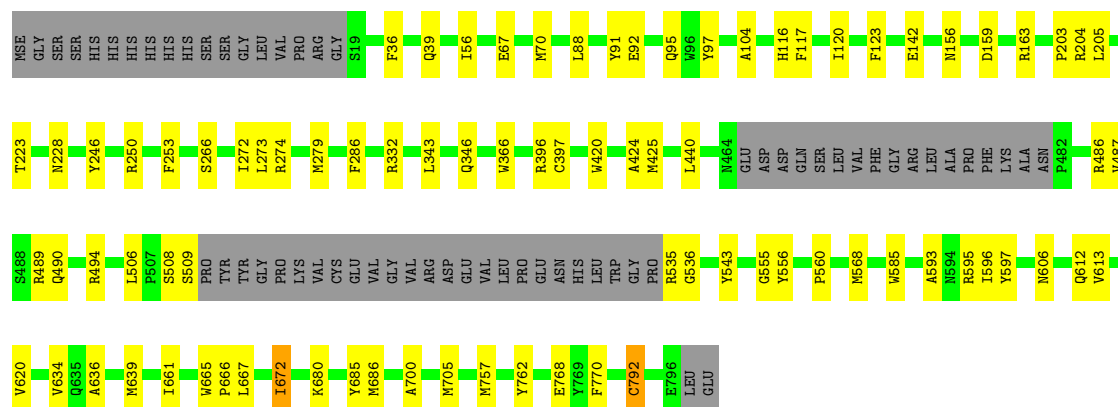 MSE GLY SER SER HIS HIS HIS HIS HIS HIS SER SER GLY LEU VAL PRO ARG GLY S19 F36 Q39 I56 E67 M70 L88 Y91 E92 Q95 W96 Y97 A104 H116 F117 I120 F123 E142 N156 D159 R163 P203 R204 L205
T223 N228 Y246 R250 F253 S266 I272 L273 R274 M279 F286 R332 L343 Q346 W366 R396 C397 W420 A424 M425 L440 N464 GLU ASP ASP GLN SER LEU VAL PHE GLY ARG LEU ALA PRO PHE LYS ALA ASN P482 R486 V487
S488 R489 Q490 R494 L506 P507 S508 S509 PRO TYR TYR GLY PRO LYS VAL CYS GLU VAL GLY VAL ARG ASP GLU VAL LEU PRO GLU ASN HIS LEU TRP GLY PRO R535 G536 Y543 G555 Y556 P560 M568 W585 A593 N594 R595 I596 Y597 N606 Q612 V613
V620 V634 Q635 A636 M639 I661 W665 P666 L667 I672 K680 Y685 M686 A700 M705 M757 Y762 E768 Y769 F770 C792 E796 LEU GLU